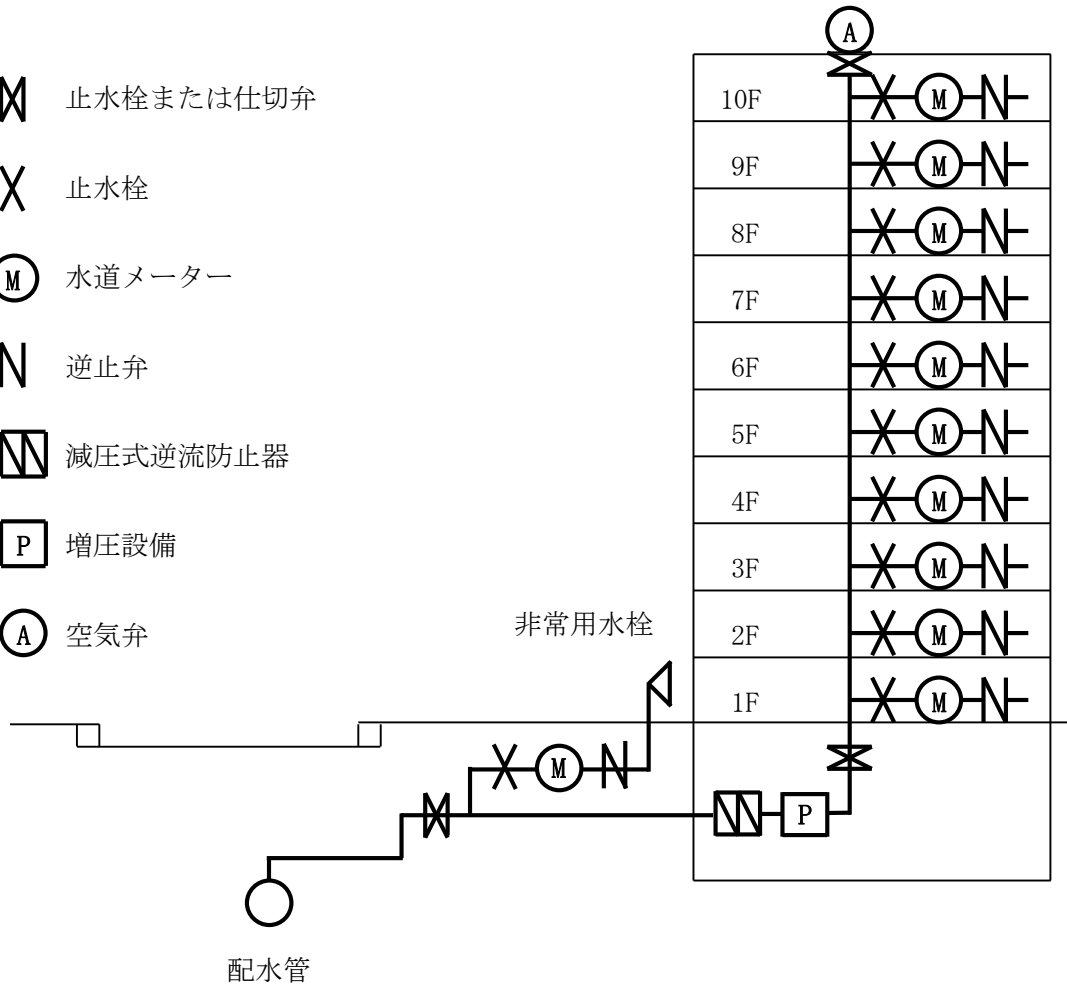 止水栓または仕切弁
止水栓
M 水道メーター
逆止弁
減圧式逆流防止器
P 増圧設備
A 空気弁
A
10F M
9F M
8F M
7F M
6F M
5F M
4F M
3F M
2F M
1F M
非常用水栓
M
P
配水管